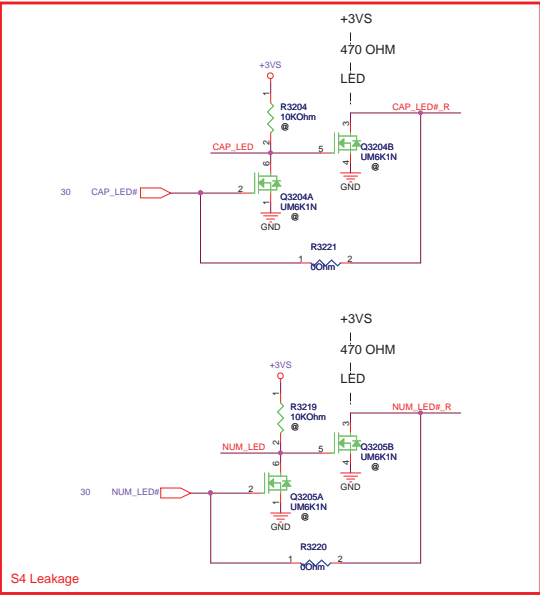 +3VS
470 OHM
LED
+3VS
1
R3204
10KOhm
@
2
CAP_LED#_R
3
CAP_LED
5
Q3204B
UM6K1N
@
4
GND
6
30 CAP_LED#
2
Q3204A
UM6K1N
@
1
GND
R3221
1 2
0Ohm
+3VS
470 OHM
LED
+3VS
1
R3219
10KOhm
@
2
NUM_LED#_R
3
NUM_LED
5
Q3205B
UM6K1N
@
4
GND
6
30 NUM_LED#
2
Q3205A
UM6K1N
@
1
GND
R3220
1 2
0Ohm
S4 Leakage